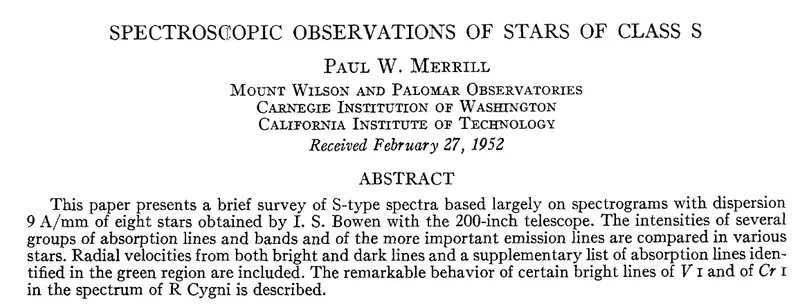 SPECTROSCOPIC OBSERVATIONS OF STARS OF CLASS S
PAUL W. MERRILL
MOUNT WILSON AND PALOMAR OBSERVATORIES
CARNEGIE INSTITUTION OF WASHINGTON
CALIFORNIA INSTITUTE OF TECHNOLOGY
Received February 27, 1952
ABSTRACT
This paper presents a brief survey of S-type spectra based largely on spectrograms with dispersion
9 A/mm of eight stars obtained by I. S. Bowen with the 200-inch telescope. The intensities of several
groups of absorption lines and bands and of the more important emission lines are compared in various
stars. Radial velocities from both bright and dark lines and a supplementary list of absorption lines iden-
tified in the green region are included. The remarkable behavior of certain bright lines of V I and of Cr I
in the spectrum of R Cygni is described.